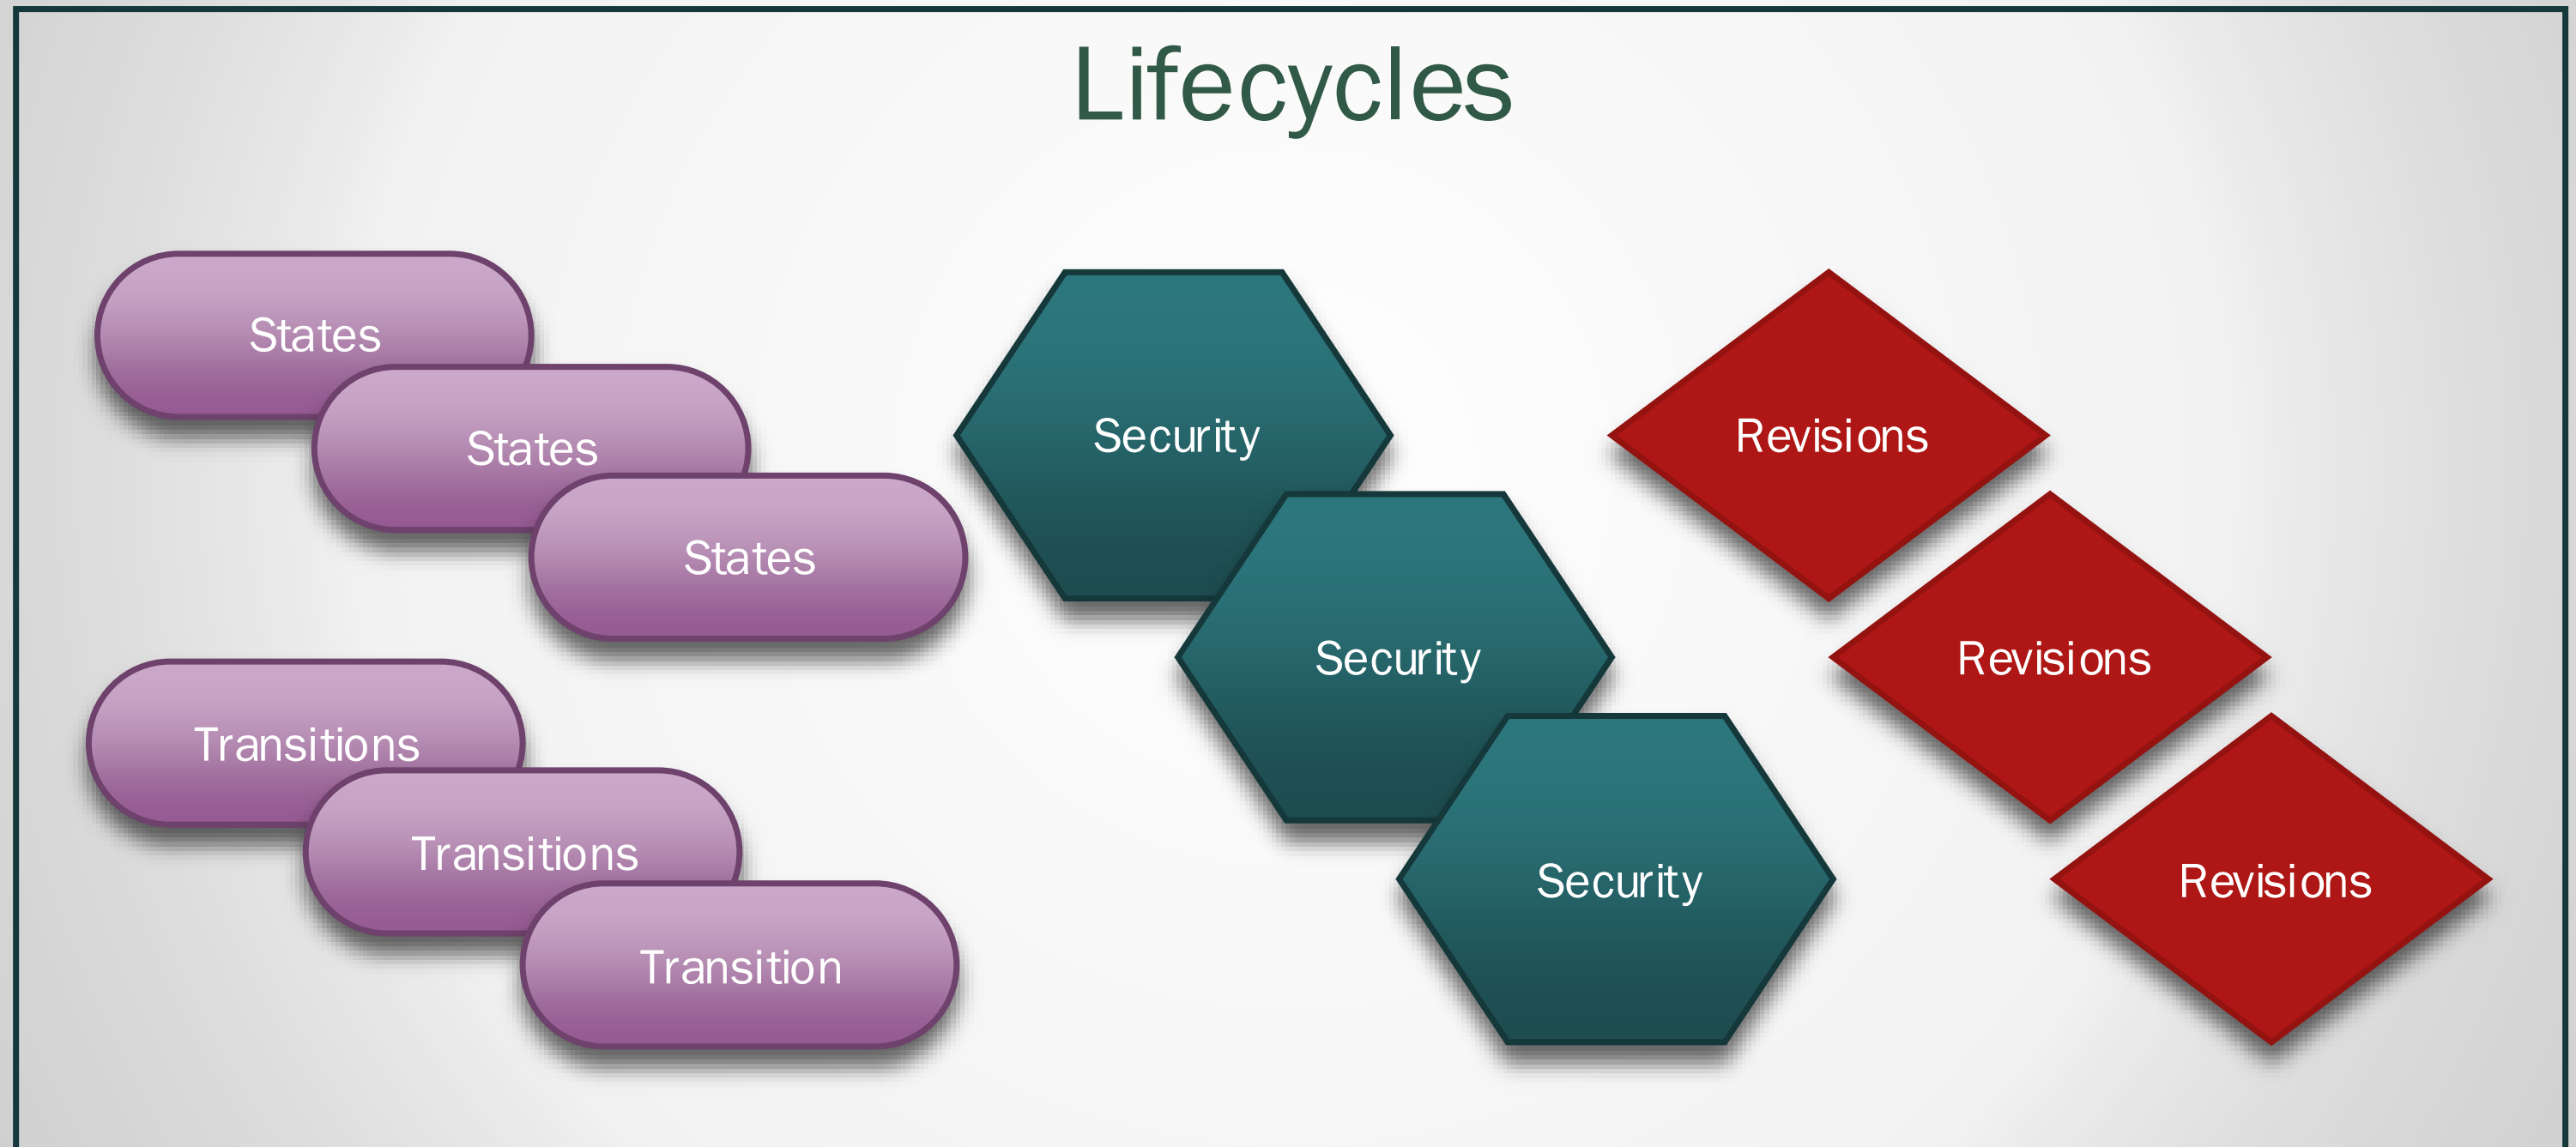 Lifecycles
States
States
States
Transitions
Transitions
Transition
Security
Security
Security
Revisions
Revisions
Revisions